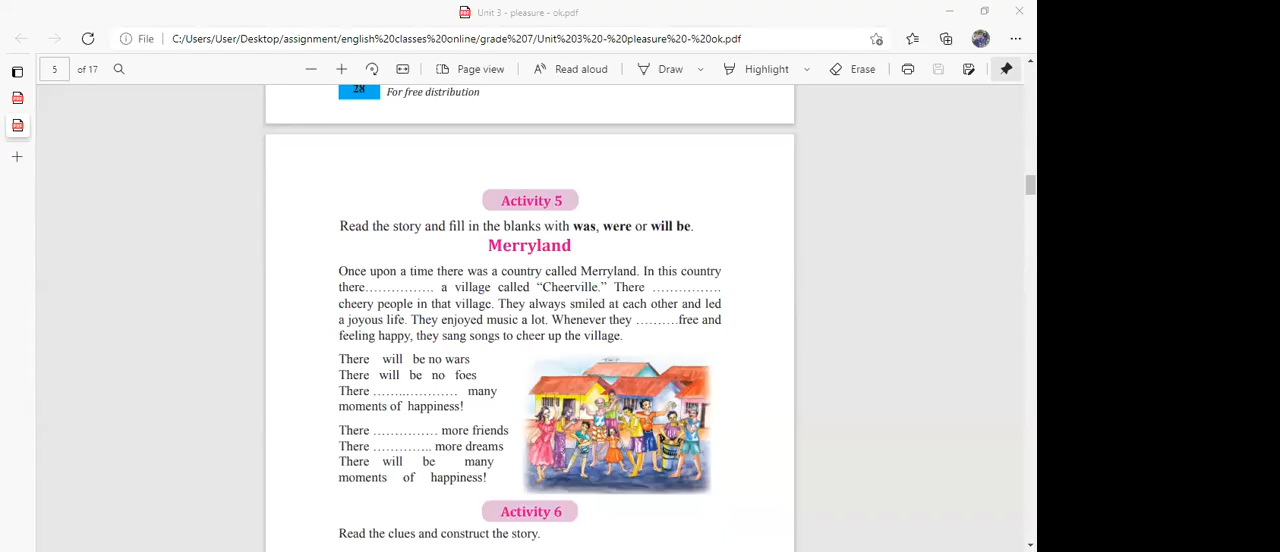 Unit 3 - pleasure - ok.pdf
File C:/Users/User/Desktop/assignment/english%20classes%20online/grade%207/Unit%203%20-%20pleasure%20-%20ok.pdf
5 of 17 Page view Read aloud Draw Highlight Erase
28 For free distribution
Activity 5
Read the story and fill in the blanks with was, were or will be.
Merryland
Once upon a time there was a country called Merryland. In this country
there................ a village called “Cheerville.” There ................
cheery people in that village. They always smiled at each other and led
a joyous life. They enjoyed music a lot. Whenever they ..........free and
feeling happy, they sang songs to cheer up the village.
There will be no wars
There will be no foes
There .................... many
moments of happiness!
There ............... more friends
There .............. more dreams
There will be many
moments of happiness!
Activity 6
Read the clues and construct the story.